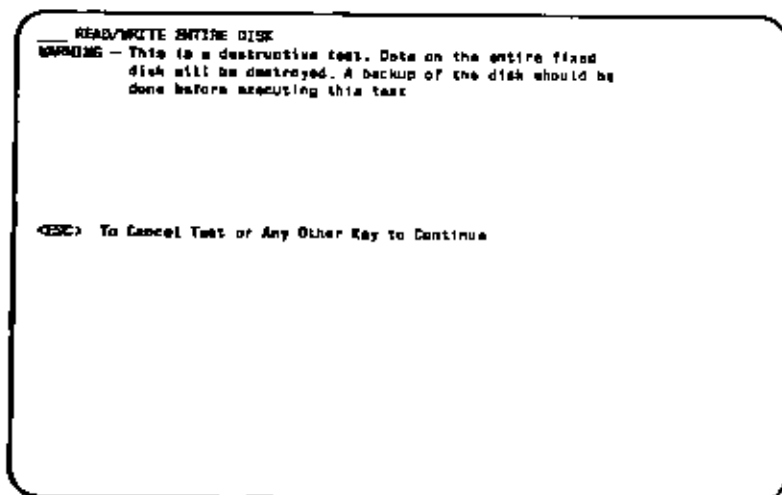 ___ READ/WRITE ENTIRE DISK
WARNING — This is a destructive test. Data on the entire fixed
disk will be destroyed. A backup of the disk should be
done before executing this test
<ESC> To Cancel Test or Any Other Key to Continue